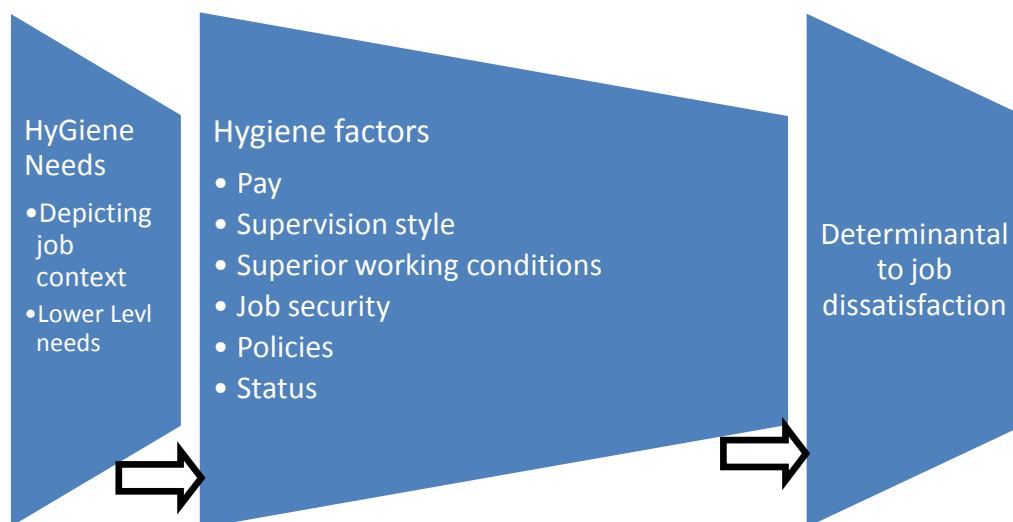 HyGiene
Needs
•Depicting
job
context
•Lower Levl
needs
Hygiene factors
• Pay
• Supervision style
• Superior working conditions
• Job security
• Policies
• Status
Determinantal
to job
dissatisfaction